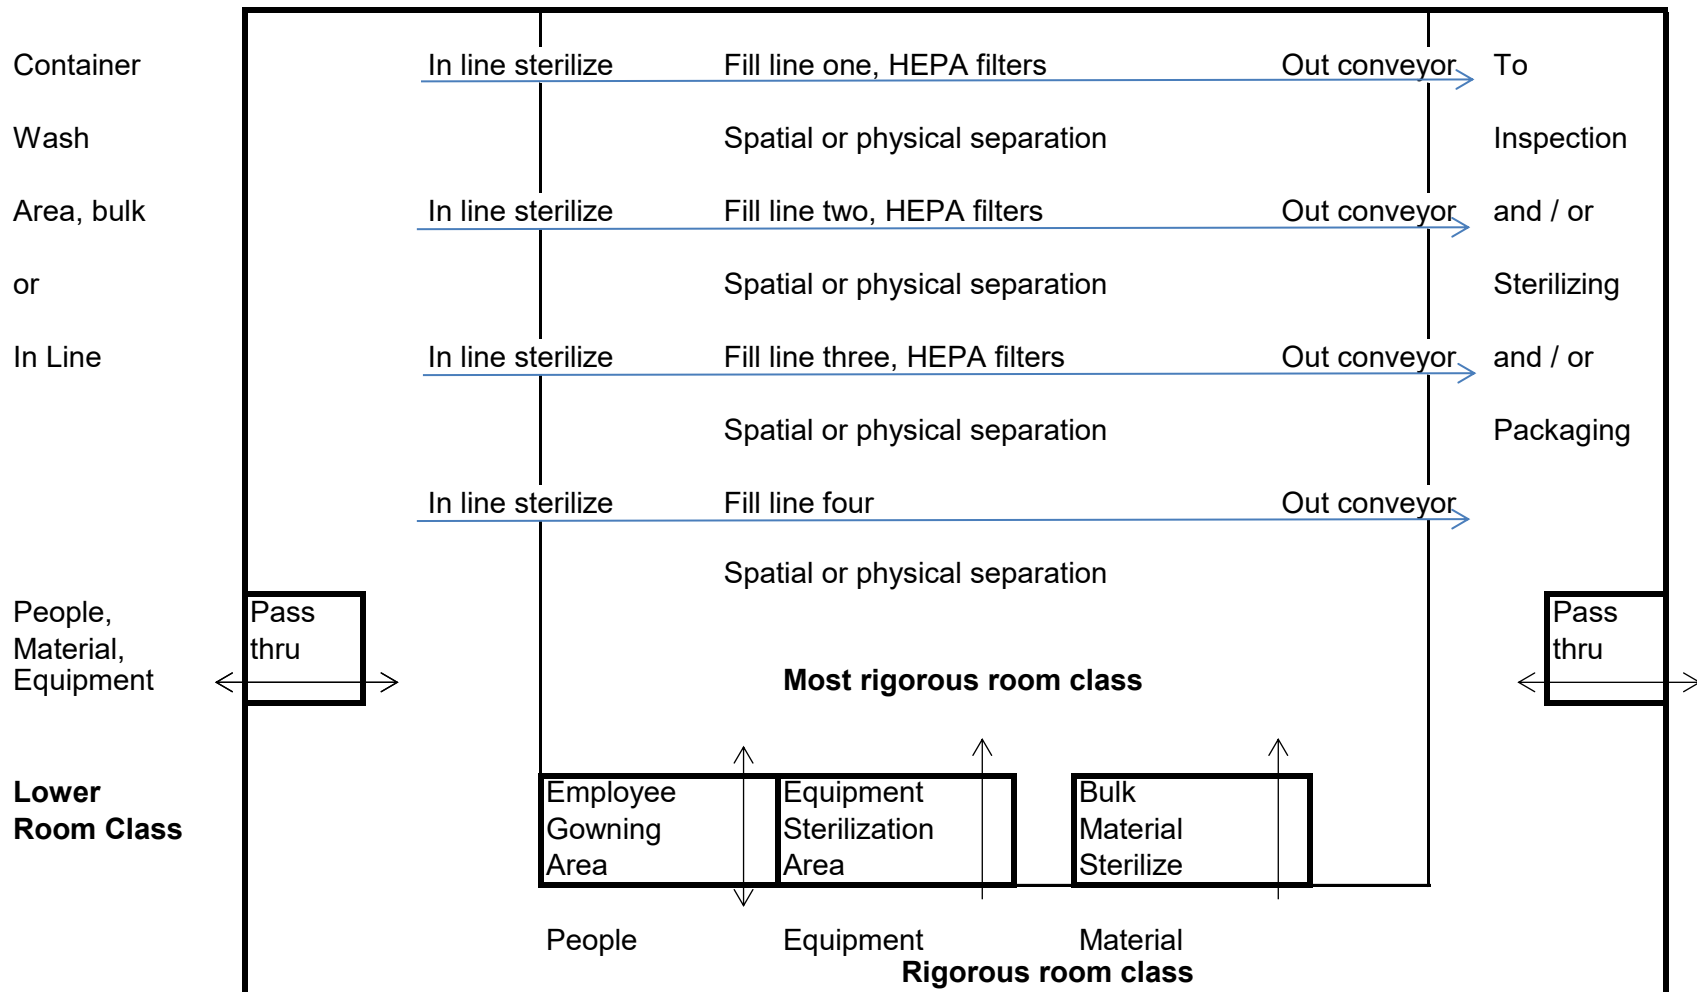 Container In line sterilize Fill line one, HEPA filters Out conveyor To
Wash Spatial or physical separation Inspection
Area, bulk In line sterilize Fill line two, HEPA filters Out conveyor and / or
or Spatial or physical separation Sterilizing
In Line In line sterilize Fill line three, HEPA filters Out conveyor and / or
Spatial or physical separation Packaging
In line sterilize Fill line four Out conveyor
Spatial or physical separation
People, Pass Pass
Material, thru thru
Equipment Most rigorous room class
Lower Employee Equipment Bulk
Room Class Gowning Sterilization Material
Area Area Sterilize
People Equipment Material
Rigorous room class